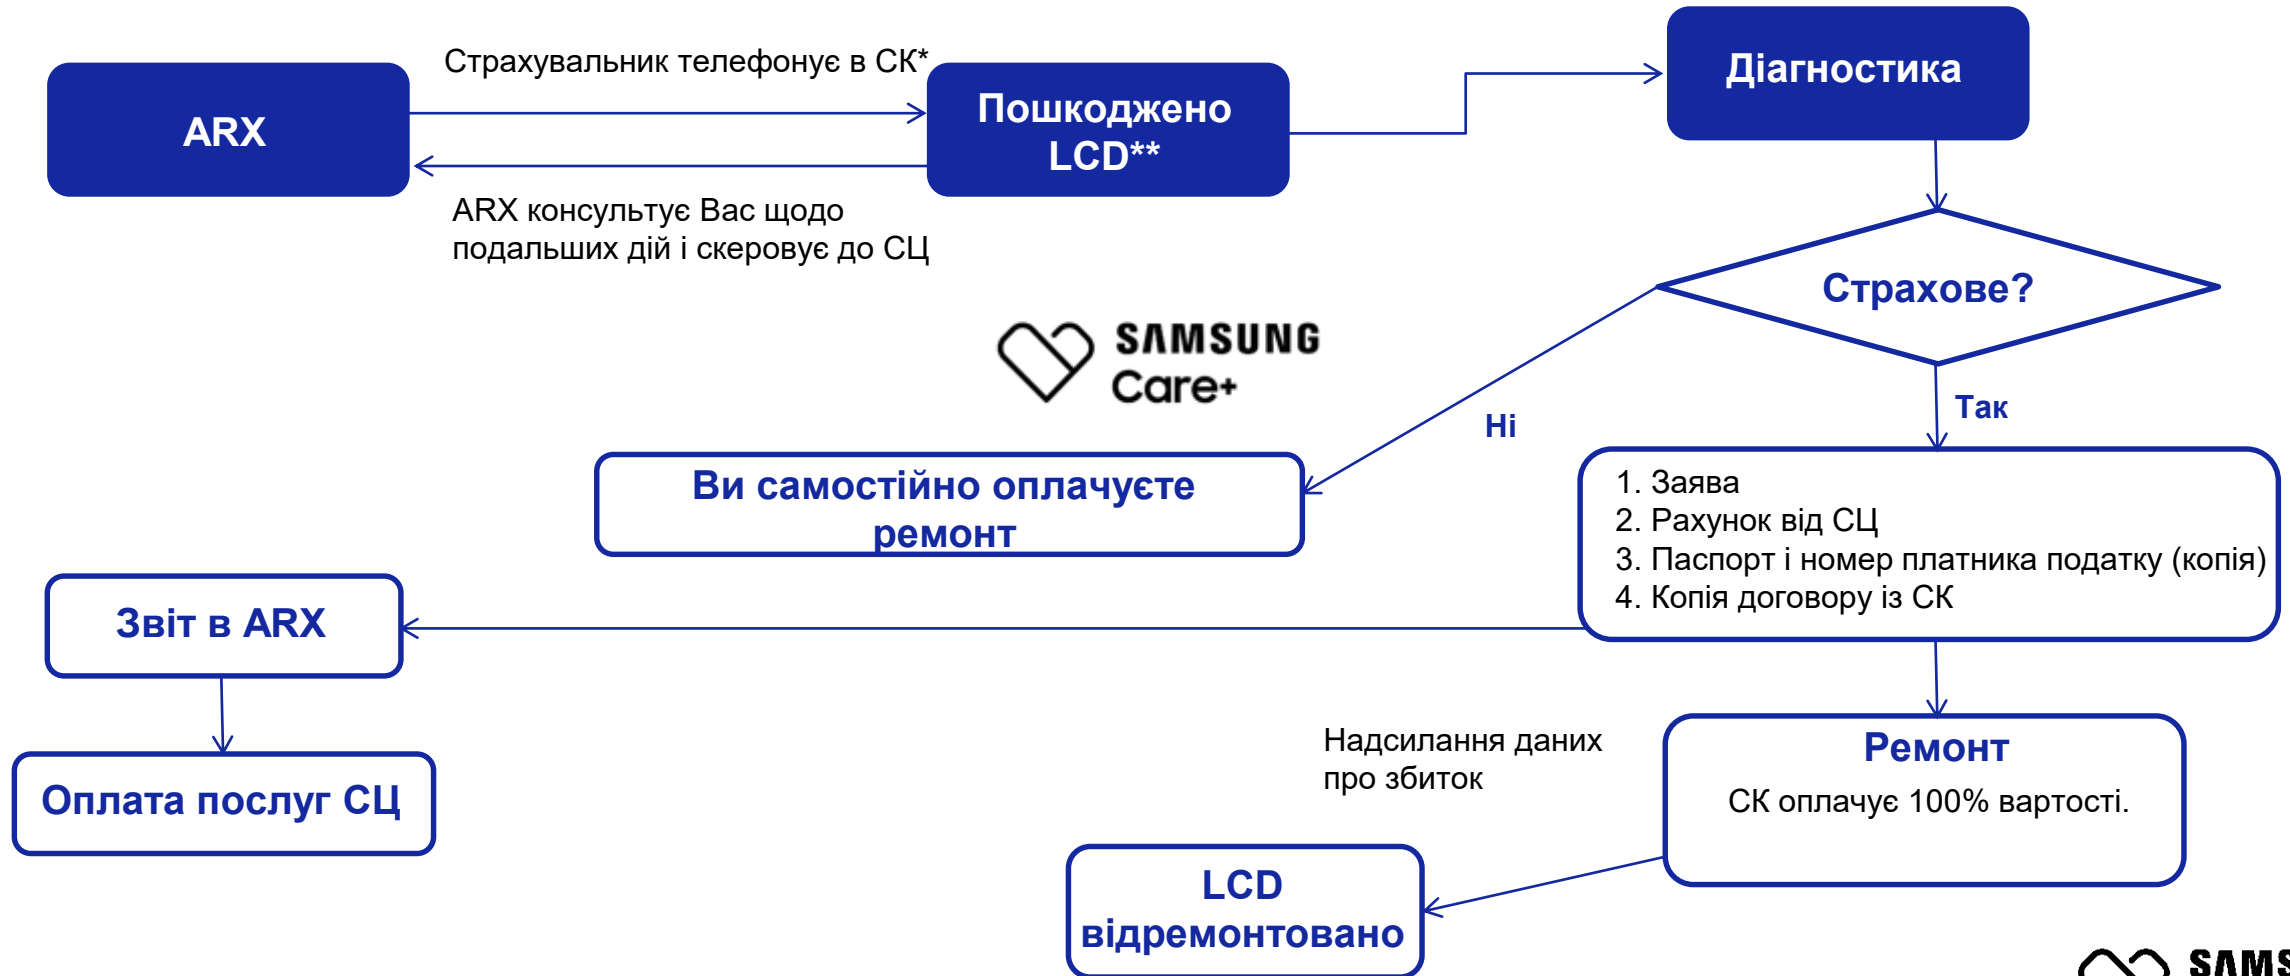 Страхувальник телефонує в СК*
ARX
Пошкоджено
LCD**
Діагностика
ARX консультує Вас щодо
подальших дій і скеровує до СЦ
Страхове?
SAMSUNG
Care+
Ні
Так
Ви самостійно оплачуєте
ремонт
1. Заява
2. Рахунок від СЦ
3. Паспорт і номер платника податку (копія)
4. Копія договору із СК
Звіт в ARX
Оплата послуг СЦ
Надсилання даних
про збиток
Ремонт
СК оплачує 100% вартості.
LCD
відремонтовано